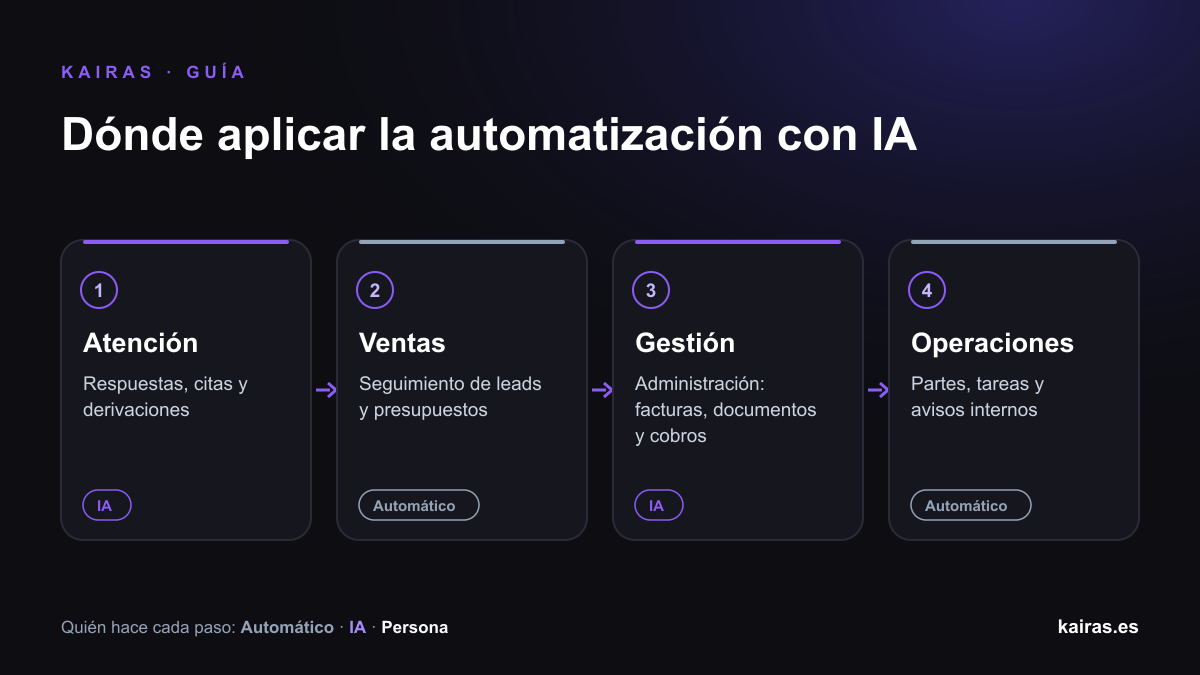 KAIRAS · GUÍA
Dónde aplicar la automatización con IA
1
Atención
Respuestas, citas y
derivaciones
IA
2
Ventas
Seguimiento de leads
y presupuestos
Automático
3
Gestión
Administración:
facturas, documentos
y cobros
IA
4
Operaciones
Partes, tareas y
avisos internos
Automático
Quién hace cada paso: Automático · IA · Persona
kairas.es